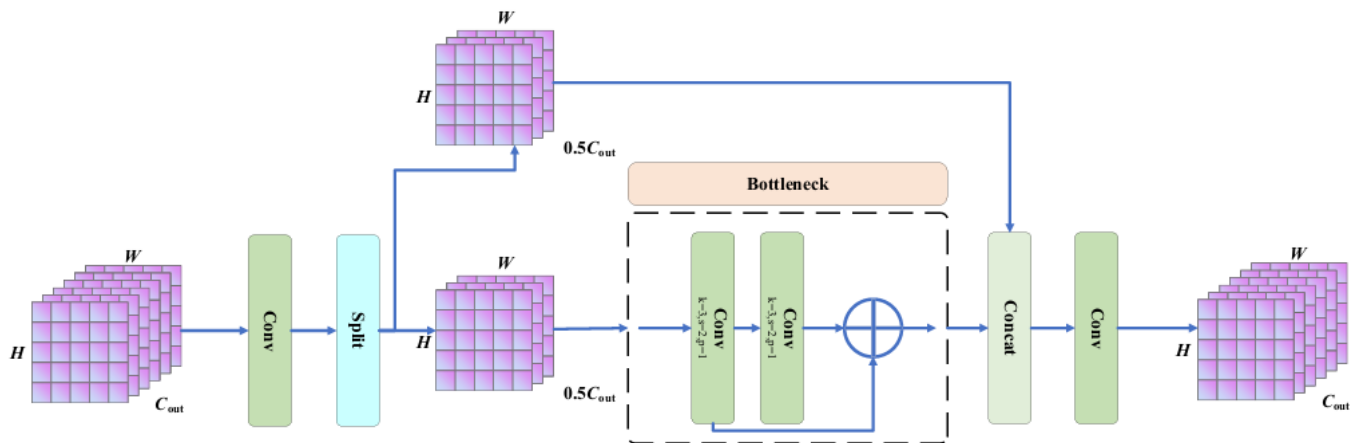 W
H
0.5Cout
Bottleneck
W
H
Cout
Conv
Split
W
H
0.5Cout
Conv
k=3,s=2,p=1
Conv
k=3,s=2,p=1
Concat
Conv
W
H
Cout